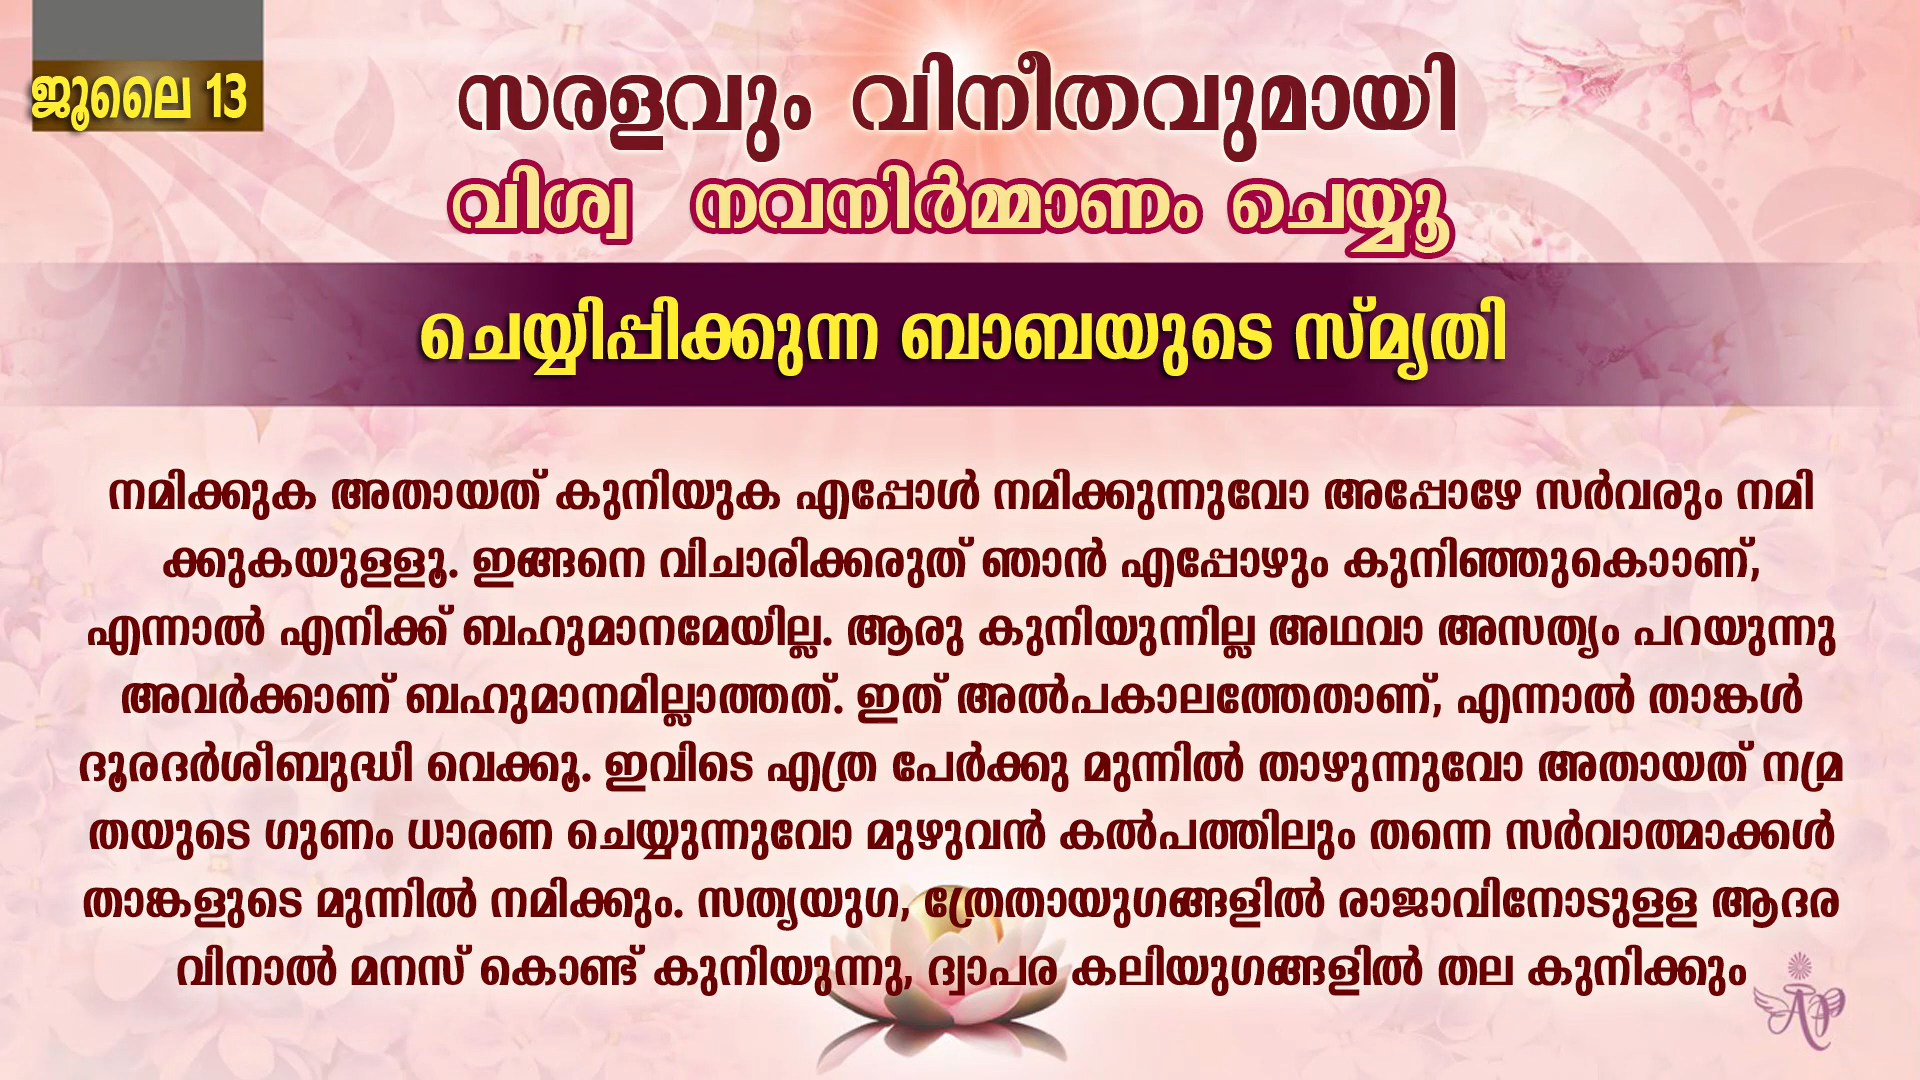 ജൂലൈ 13
സരളവും വിനീതവുമായി
വിശ്വ നവനിർമ്മാണം ചെയ്യൂ
ചെയ്യിപ്പിക്കുന്ന ബാബയുടെ സ്മൃതി
നമിക്കുക അതായത് കുനിയുക എപ്പോൾ നമിക്കുന്നുവോ അപ്പോഴേ സർവരും നമി
ക്കുകയുളളൂ. ഇങ്ങനെ വിചാരിക്കരുത് ഞാൻ എപ്പോഴും കുനിഞ്ഞുകൊാണ്,
എന്നാൽ എനിക്ക് ബഹുമാനമേയില്ല. ആരു കുനിയുന്നില്ല അഥവാ അസത്യം പറയുന്നു
അവർക്കാണ് ബഹുമാനമില്ലാത്തത്. ഇത് അൽപകാലത്തേതാണ്, എന്നാൽ താങ്കൾ
ദൂരദർശീബുദ്ധി വെക്കൂ. ഇവിടെ എത്ര പേർക്കു മുന്നിൽ താഴുന്നുവോ അതായത് നമ്ര
തയുടെ ഗുണം ധാരണ ചെയ്യുന്നുവോ മുഴുവൻ കൽപത്തിലും തന്നെ സർവാത്മാക്കൾ
താങ്കളുടെ മുന്നിൽ നമിക്കും. സത്യയുഗ, ത്രേതായുഗങ്ങളിൽ രാജാവിനോടുളള ആദര
വിനാൽ മനസ് കൊണ്ട് കുനിയുന്നു, ദ്വാപര കലിയുഗങ്ങളിൽ തല കുനിക്കും